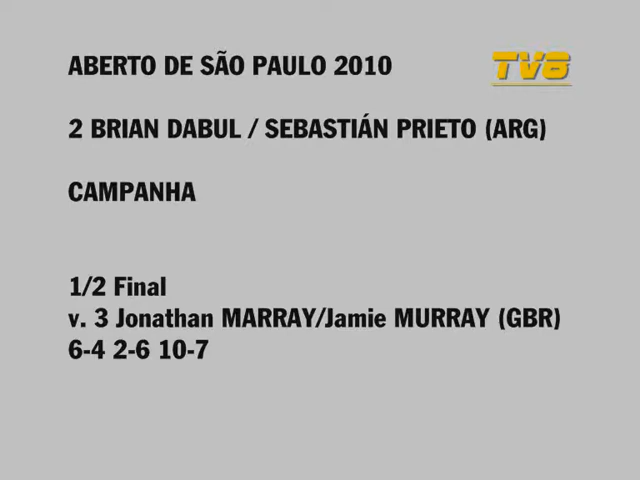 ABERTO DE SÃO PAULO 2010
TV8
2 BRIAN DABUL / SEBASTIÁN PRIETO (ARG)
CAMPANHA
1/2 Final
v. 3 Jonathan MARRAY/Jamie MURRAY (GBR)
6-4 2-6 10-7